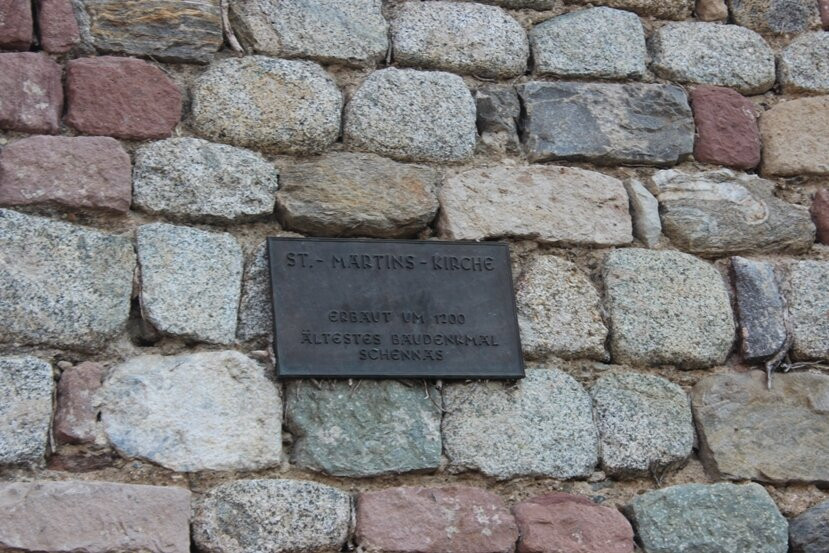 ST.- MARTINS-KIRCHE
ERBAUT UM 1200
ÄLTESTES BAUDENKMAL
SCHENNAS